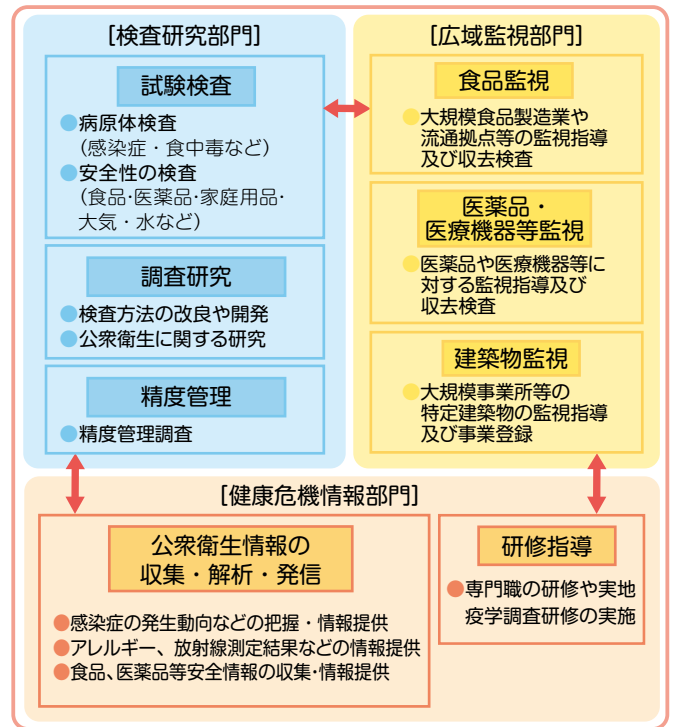 [検査研究部門]
試験検査
●病原体検査
(感染症・食中毒など)
●安全性の検査
(食品・医薬品・家庭用品・
大気・水など)
調査研究
●検査方法の改良や開発
●公衆衛生に関する研究
精度管理
●精度管理調査
[広域監視部門]
食品監視
●大規模食品製造業や
流通拠点等の監視指導
及び収去検査
医薬品・
医療機器等監視
●医薬品や医療機器等に
対する監視指導及び
収去検査
建築物監視
●大規模事業所等の
特定建築物の監視指導
及び事業登録
[健康危機情報部門]
公衆衛生情報の
収集・解析・発信
●感染症の発生動向などの把握・情報提供
●アレルギー、放射線測定結果などの情報提供
●食品、医薬品等安全情報の収集・情報提供
研修指導
●専門職の研修や実地
疫学調査研修の実施